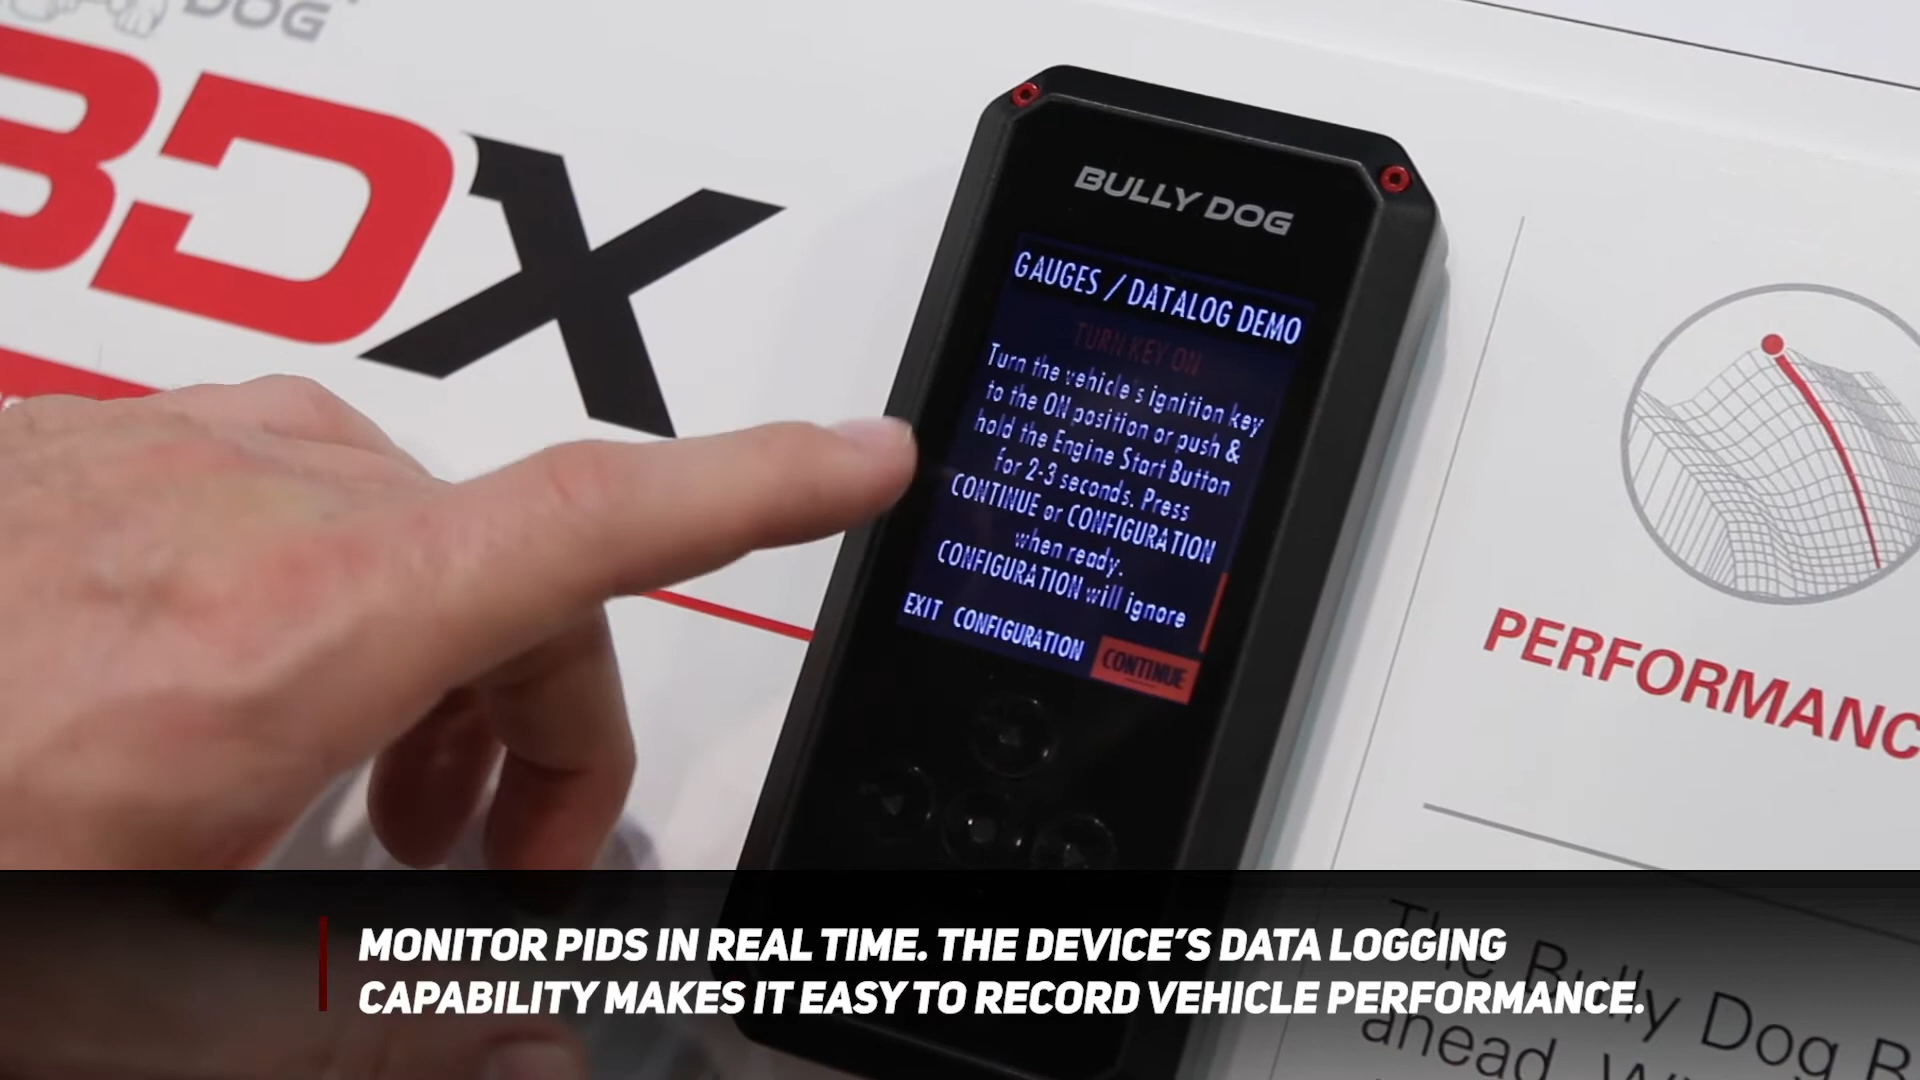 DOG
BDX
BULLY DOG
GAUGES / DATALOG DEMO
TURN KEY ON
Turn the vehicle's ignition key
to the ON position or push &
hold the Engine Start Button
for 2-3 seconds. Press
CONTINUE or CONFIGURATION
when ready.
CONFIGURATION will ignore
EXIT CONFIGURATION CONTINUE
PERFORMANC
The Bully Dog B
ahead.
MONITOR PIDS IN REAL TIME. THE DEVICE'S DATA LOGGING
CAPABILITY MAKES IT EASY TO RECORD VEHICLE PERFORMANCE.